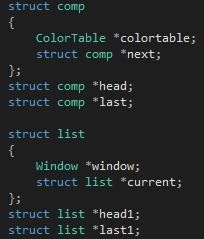 struct comp
{
    ColorTable *colortable;
    struct comp *next;
};
struct comp *head;
struct comp *last;

struct list
{
    Window *window;
    struct list *current;
};
struct list *head1;
struct list *last1;